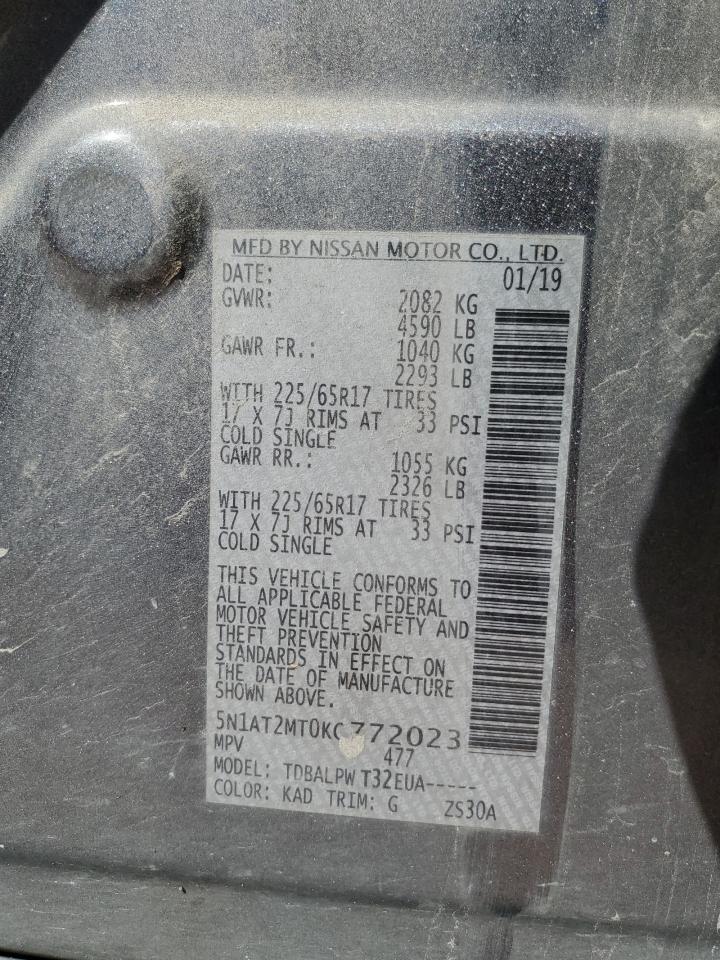 MFD BY NISSAN MOTOR CO., LTD.
DATE: 01/19
GVWR: 2082 KG
4590 LB
GAWR FR.: 1040 KG
2293 LB
WITH 225/65R17 TIRES
17 X 7J RIMS AT 33 PSI
COLD SINGLE
GAWR RR.: 1055 KG
2326 LB
WITH 225/65R17 TIRES
17 X 7J RIMS AT 33 PSI
COLD SINGLE
THIS VEHICLE CONFORMS TO
ALL APPLICABLE FEDERAL
MOTOR VEHICLE SAFETY AND
THEFT PREVENTION
STANDARDS IN EFFECT ON
THE DATE OF MANUFACTURE
SHOWN ABOVE.
5N1AT2MT0KC772023
MPV 477
MODEL: TDBALPW T32EUA-----
COLOR: KAD TRIM: G ZS30A